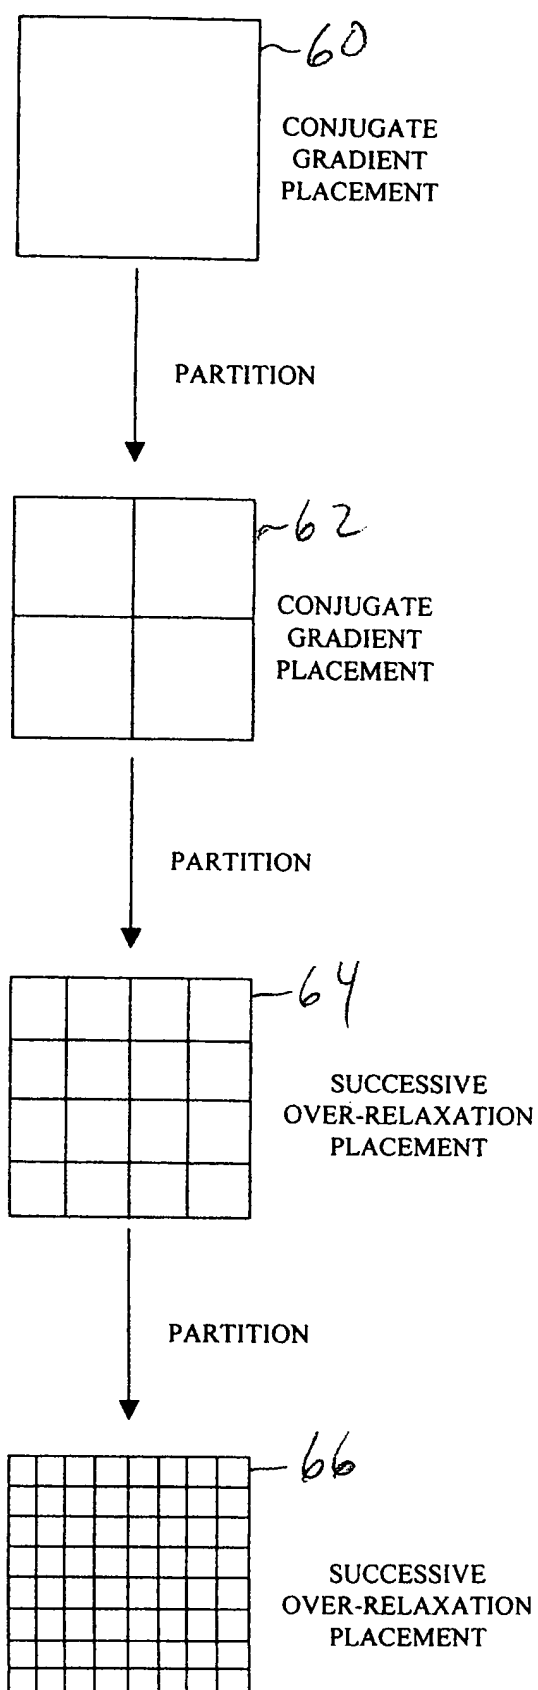 60
CONJUGATE
GRADIENT
PLACEMENT
PARTITION
62
CONJUGATE
GRADIENT
PLACEMENT
PARTITION
64
SUCCESSIVE
OVER-RELAXATION
PLACEMENT
PARTITION
66
SUCCESSIVE
OVER-RELAXATION
PLACEMENT